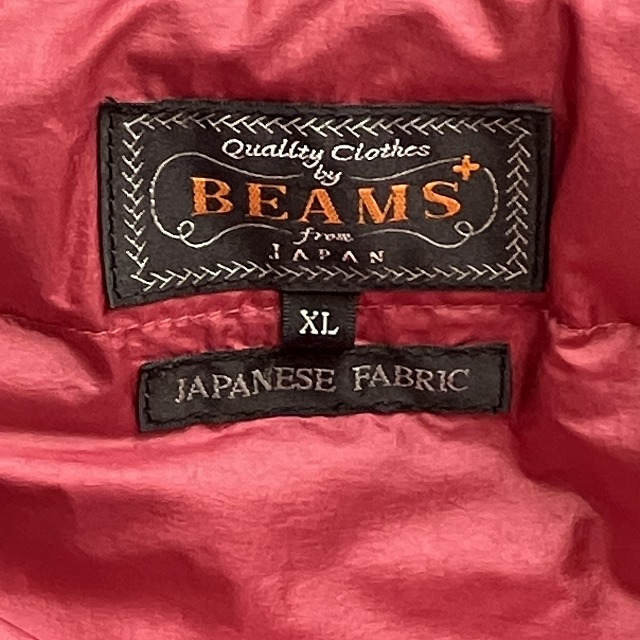 Quality Clothes
by
BEAMS+
from
JAPAN
XL
JAPANESE FABRIC